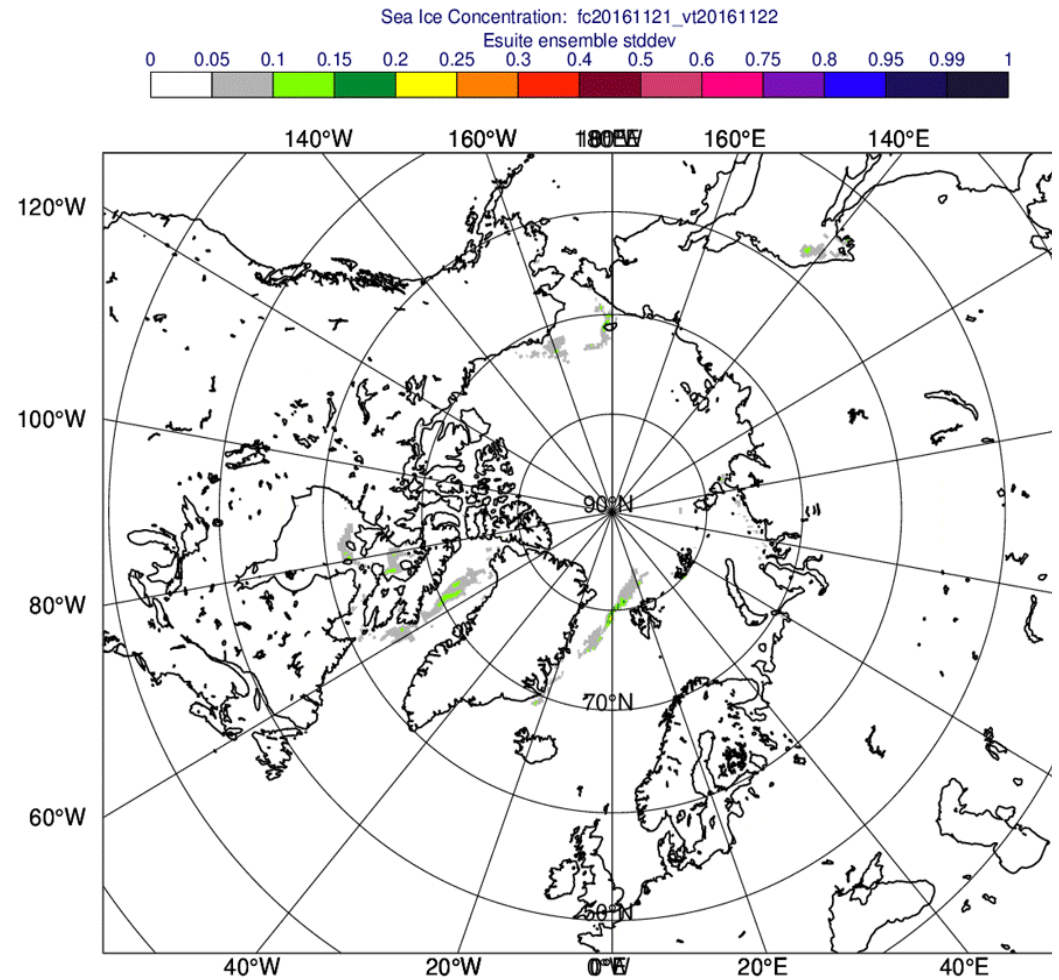 Sea Ice Concentration: fc20161121_vt20161122
Esuite ensemble stddev
0 0.05 0.1 0.15 0.2 0.25 0.3 0.4 0.5 0.6 0.75 0.8 0.95 0.99 1
140°W 160°W 160°E 140°E
120°W
100°W
90°N
80°W
70°N
60°W
50°N
40°W 20°W 20°E 40°E